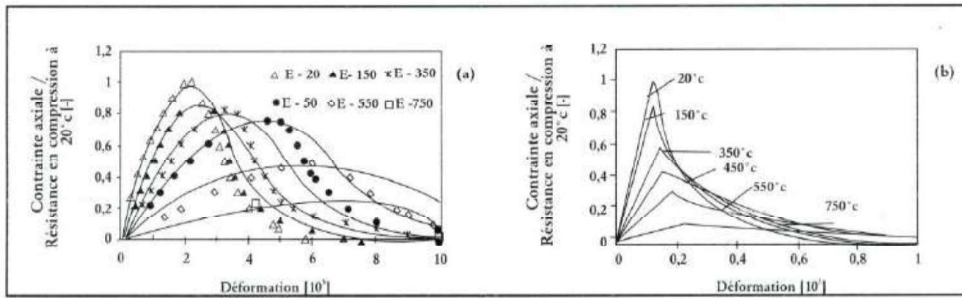 Contrainte axiale /
Résistance en compression à
20°c [-]
1,2
1
0,8
0,6
0,4
0,2
0
0 2 4 6 8 10
Déformation [10³]
(a)
E - 20 E- 150 E - 350
E - 50 E - 550 E -750
Contrainte axiale /
Résistance en compression à
20°c [-]
1,2
1
0,8
0,6
0,4
0,2
0
0 0,2 0,4 0,6 0,8 1
Déformation [10²]
(b)
20°c
150°c
350°c
450°c
550°c
750°c